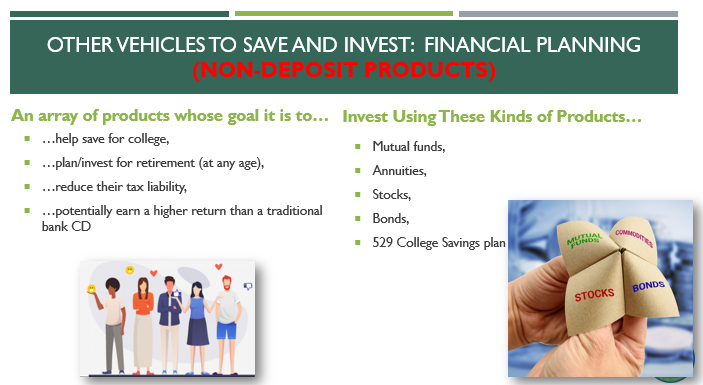 OTHER VEHICLES TO SAVE AND INVEST: FINANCIAL PLANNING
(NON-DEPOSIT PRODUCTS)
An array of products whose goal it is to…
…help save for college,
…plan/invest for retirement (at any age),
…reduce their tax liability,
…potentially earn a higher return than a traditional
bank CD
Invest Using These Kinds of Products…
Mutual funds,
Annuities,
Stocks,
Bonds,
529 College Savings plan
MUTUAL
FUNDS
COMMODITIES
STOCKS
BONDS